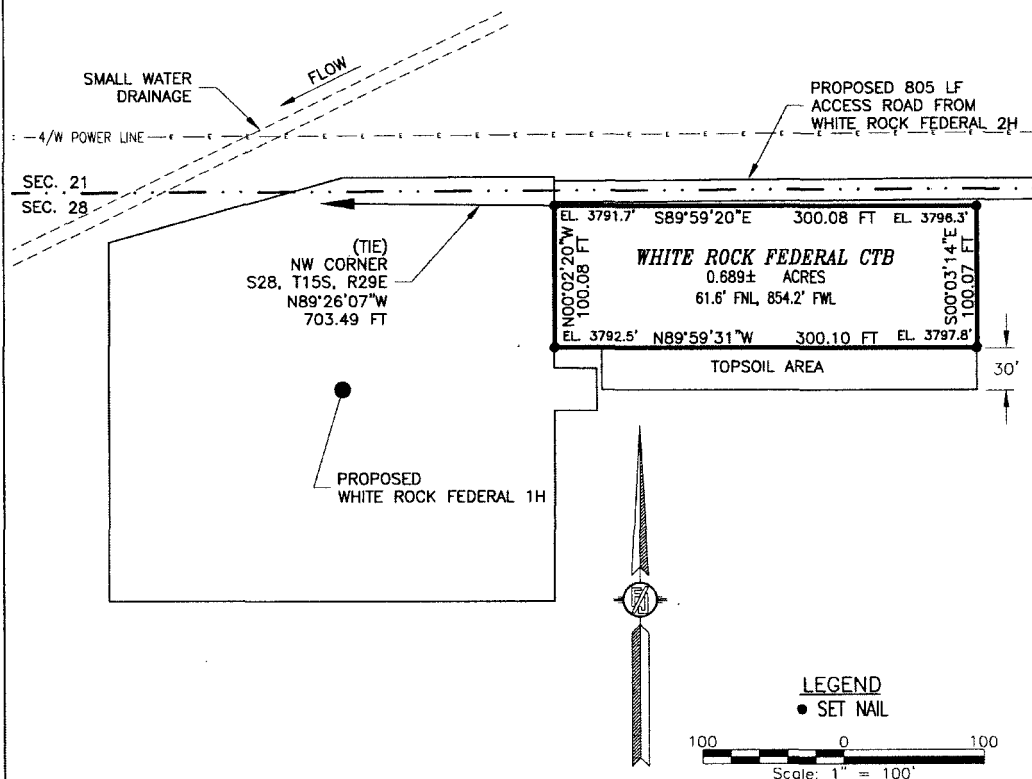 SMALL WATER
DRAINAGE
FLOW
PROPOSED 805 LF
ACCESS ROAD FROM
WHITE ROCK FEDERAL 2H
4/W POWER LINE
E E E E E E E E E E E E E E E E E E E E
SEC. 21
SEC. 28
(TIE)
NW CORNER
S28, T15S, R29E
N89°26'07"W
703.49 FT
EL. 3791.7' S89°59'20"E 300.08 FT EL. 3796.3'
N00°02'20"W
100.08 FT
WHITE ROCK FEDERAL CTB
0.689± ACRES
61.6' FNL, 854.2' FWL
S00°03'14"E
100.07 FT
EL. 3792.5' N89°59'31"W 300.10 FT EL. 3797.8'
TOPSOIL AREA
30'
PROPOSED
WHITE ROCK FEDERAL 1H
LEGEND
● SET NAIL
100 0 100
Scale: 1" = 100'